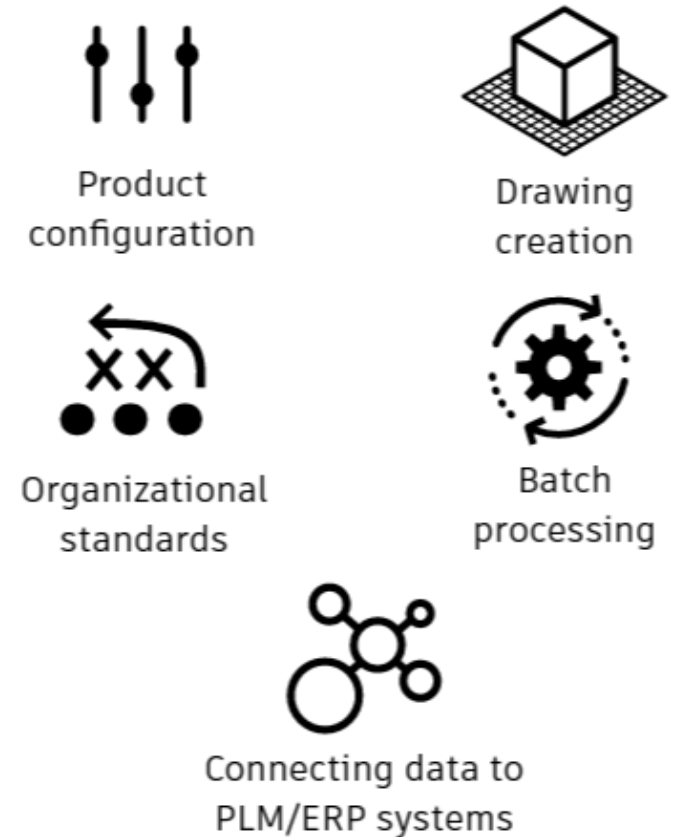 Product
configuration
Drawing
creation
Organizational
standards
Batch
processing
Connecting data to
PLM/ERP systems